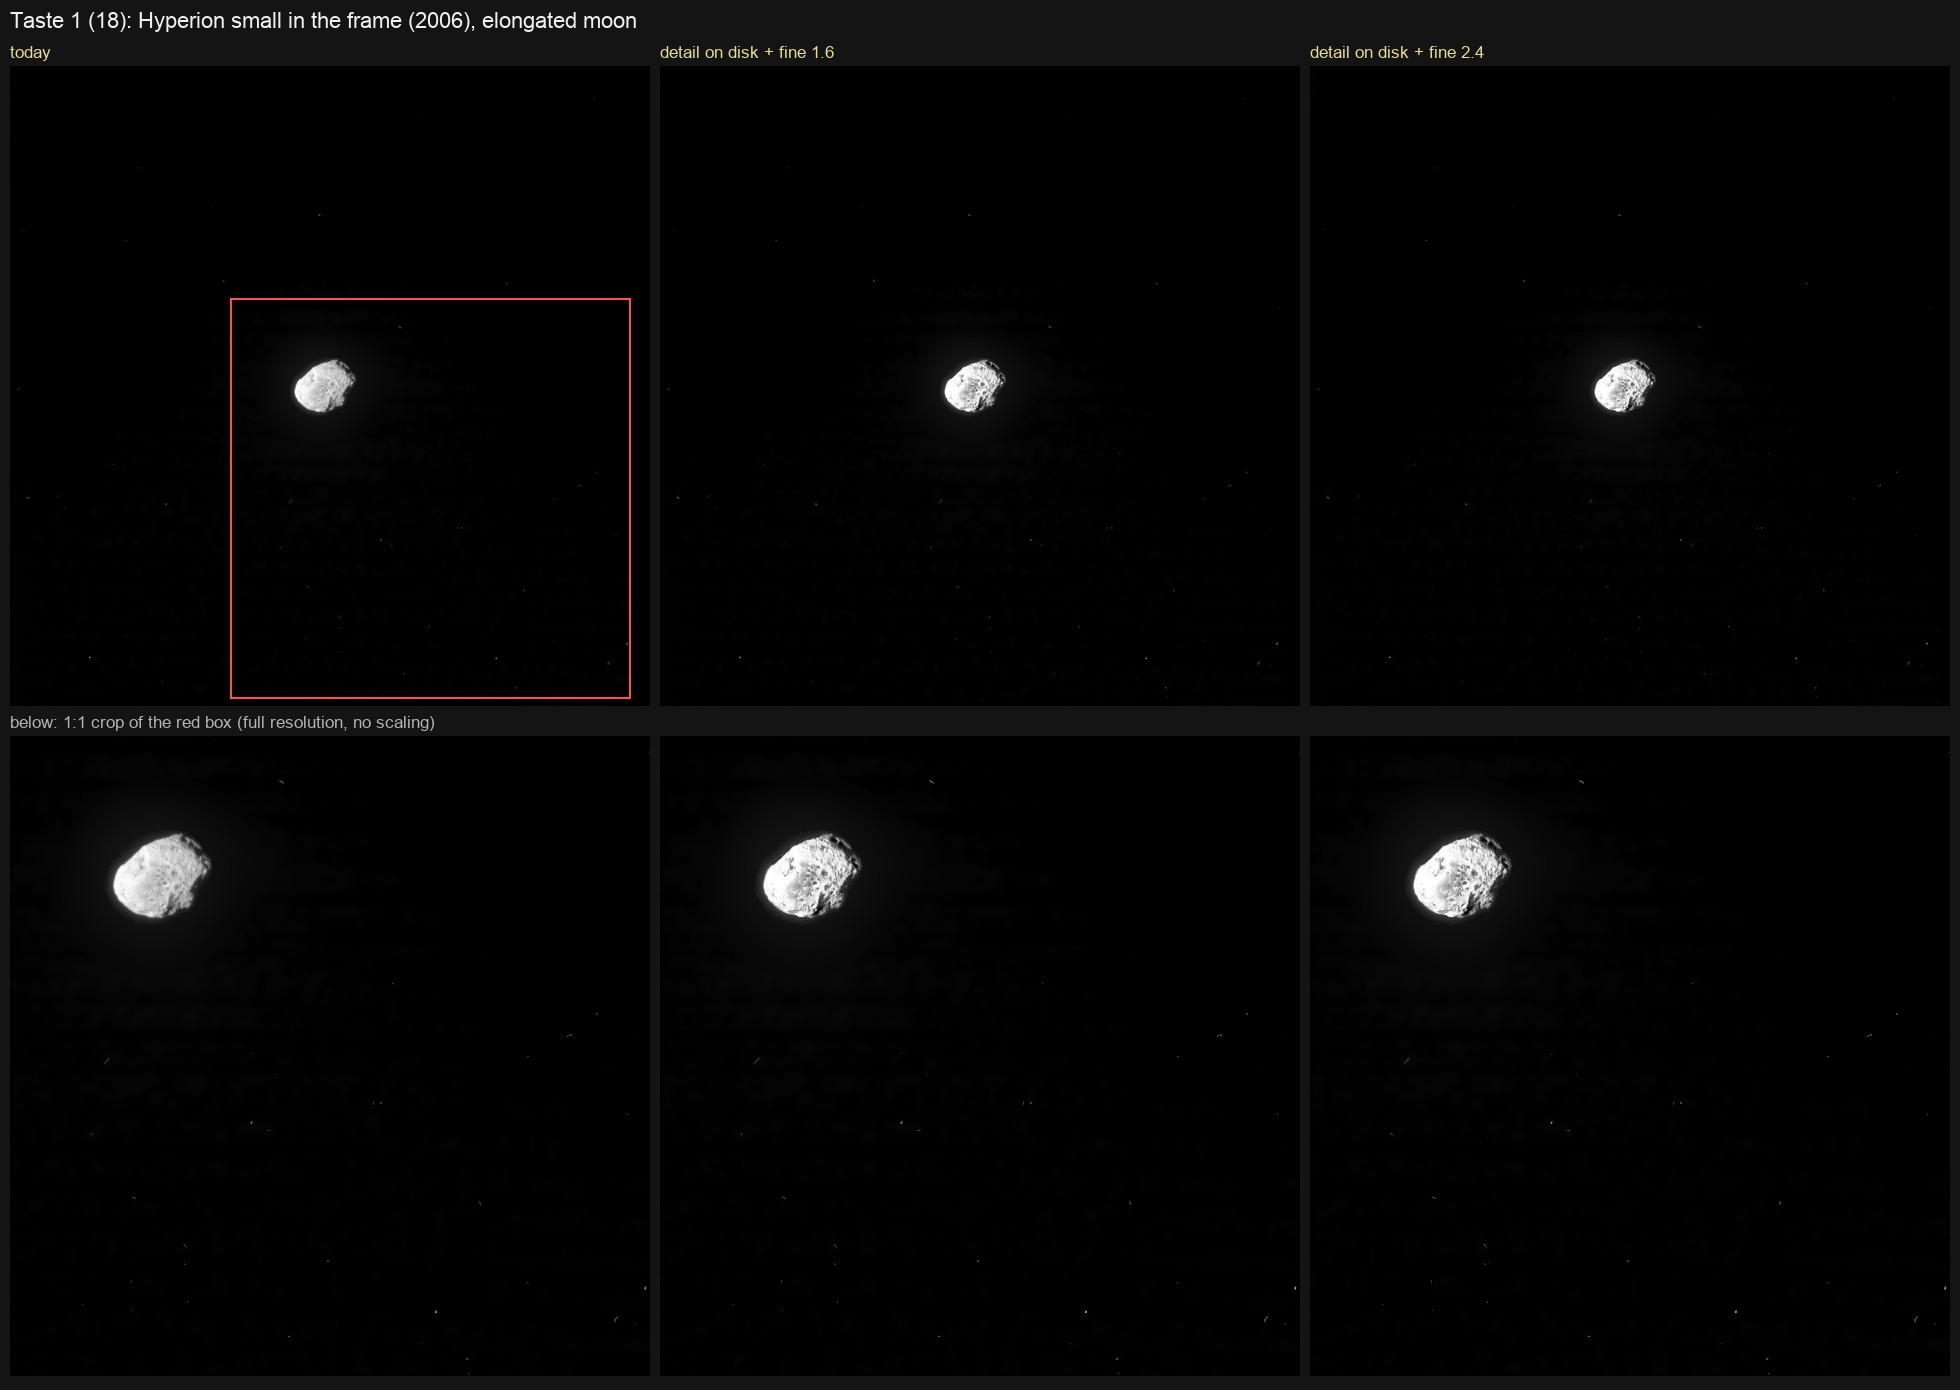 Taste 1 (18): Hyperion small in the frame (2006), elongated moon
today
detail on disk + fine 1.6
detail on disk + fine 2.4
below: 1:1 crop of the red box (full resolution, no scaling)